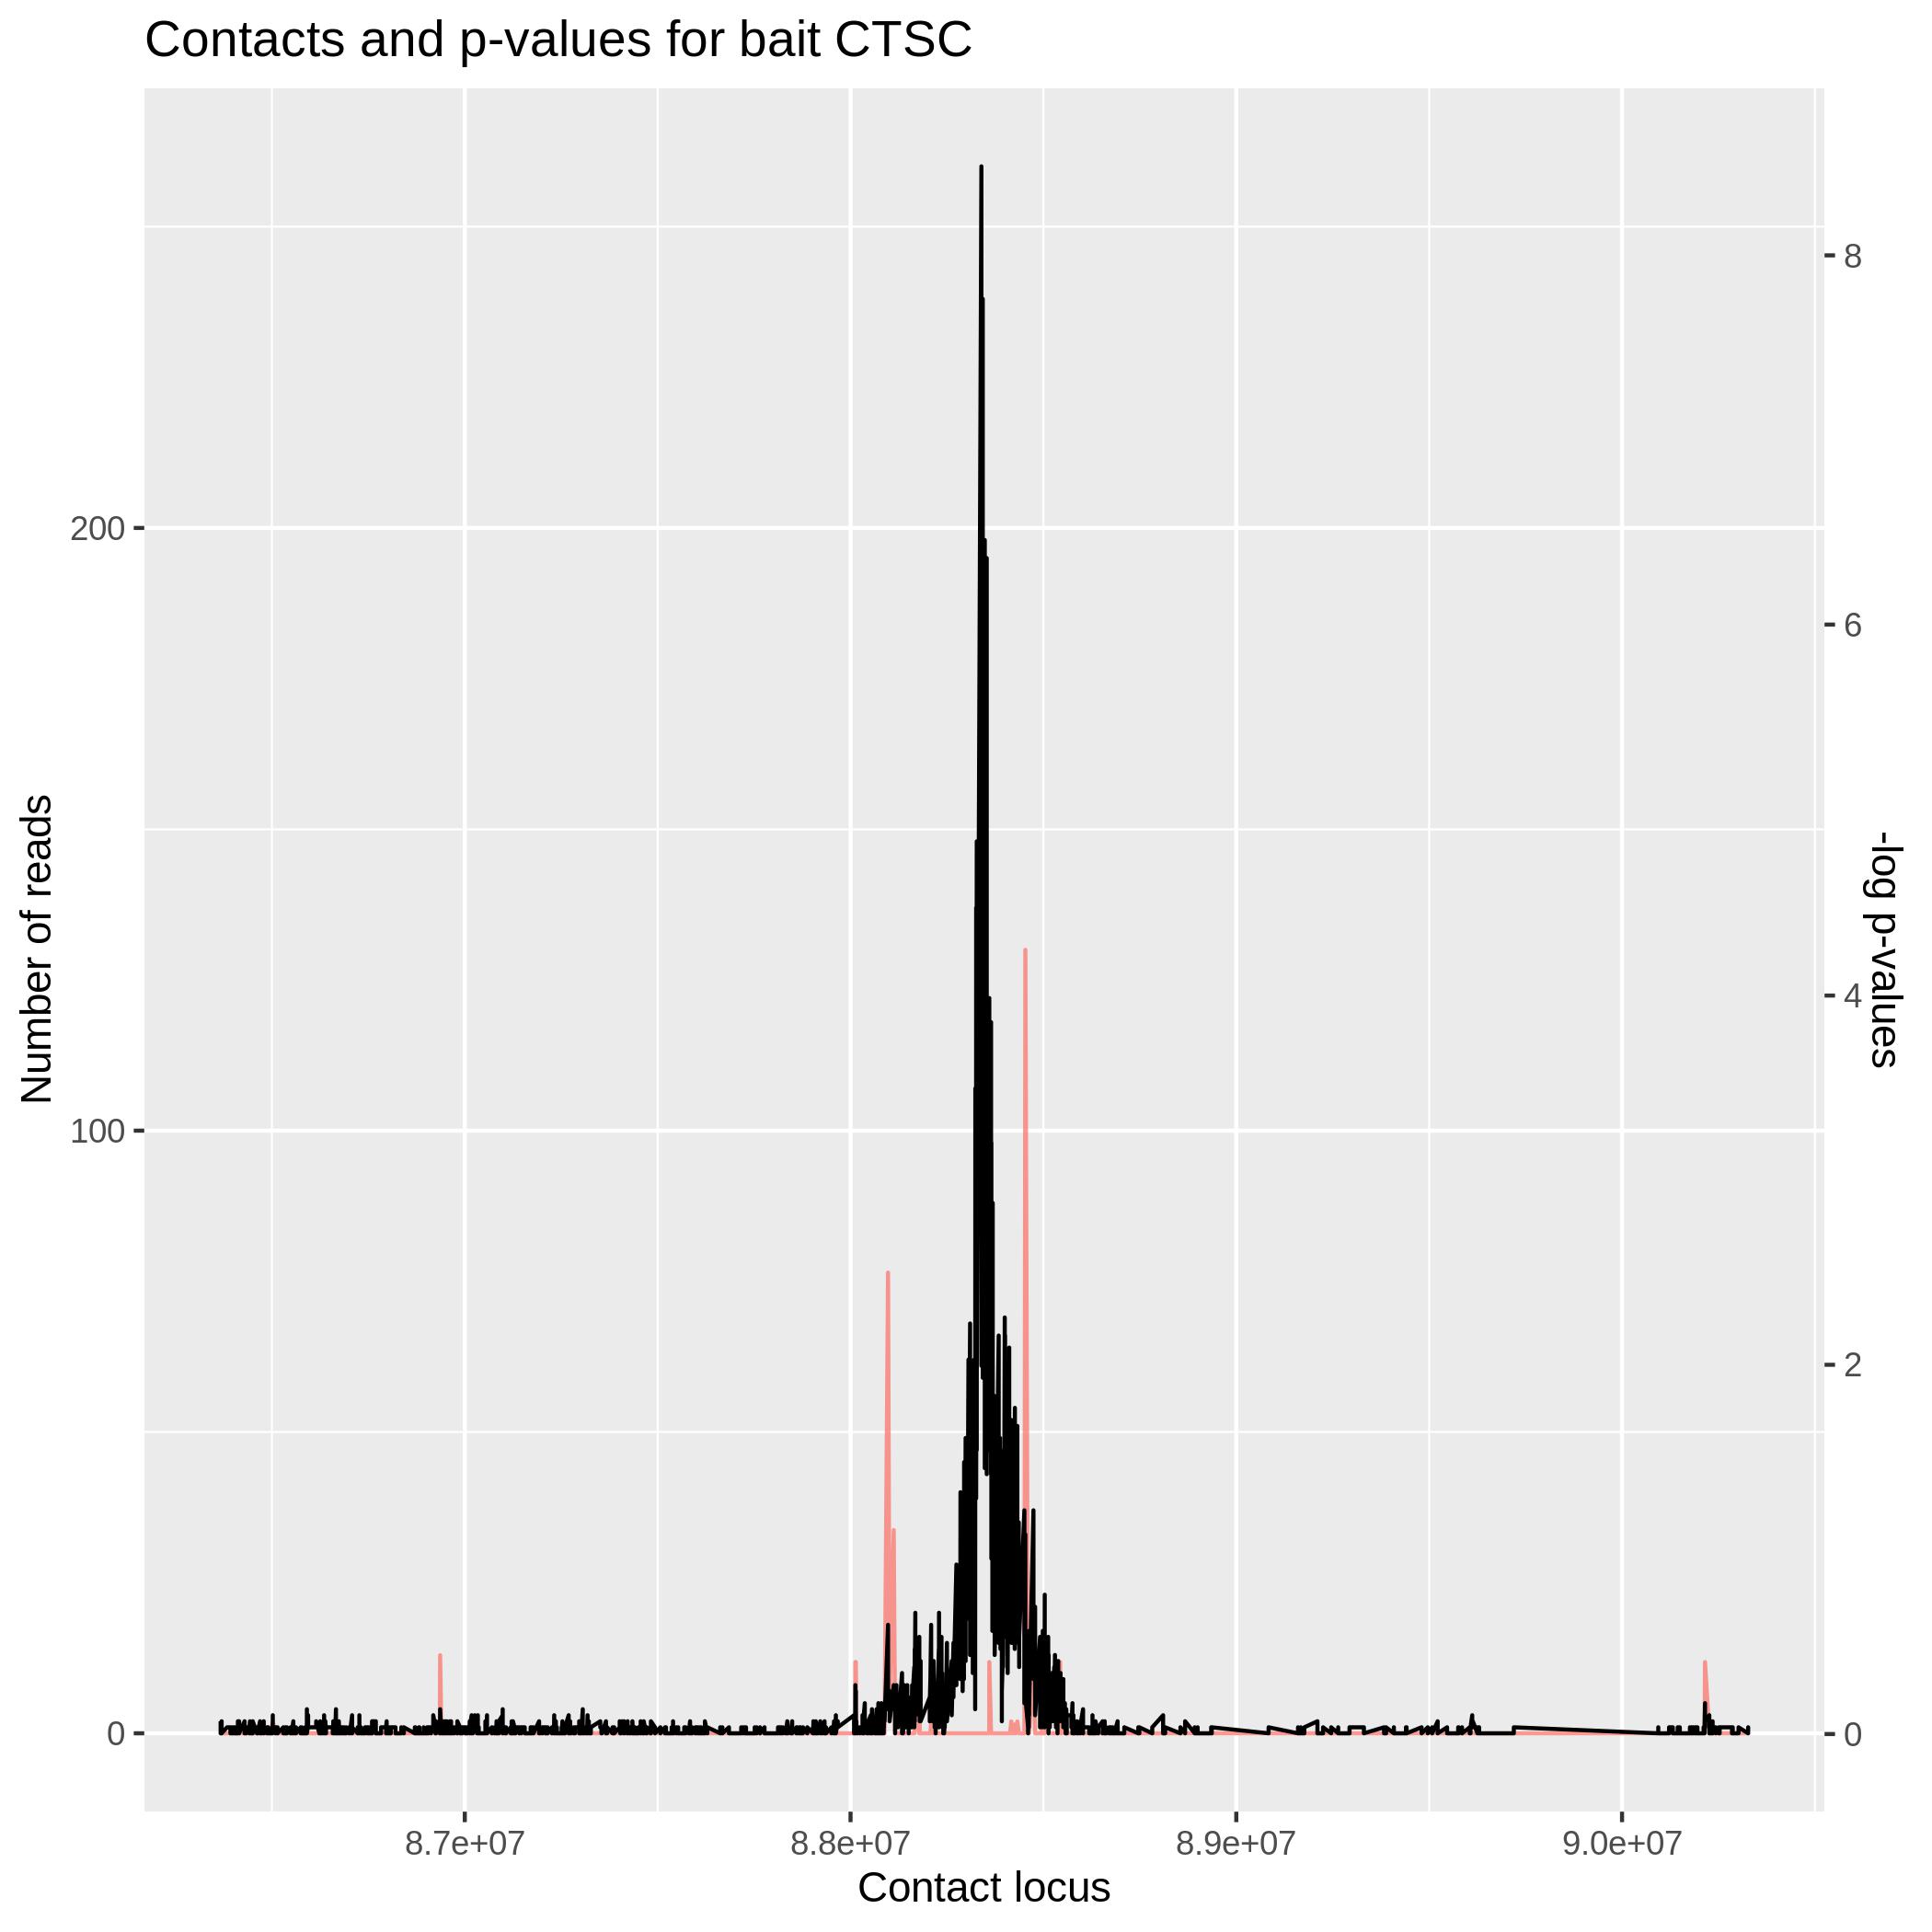 Contacts and p-values for bait CTSC
Number of reads
200
100
0
8
6
4
2
0
-log p-values
8.7e+07
8.8e+07
8.9e+07
9.0e+07
Contact locus